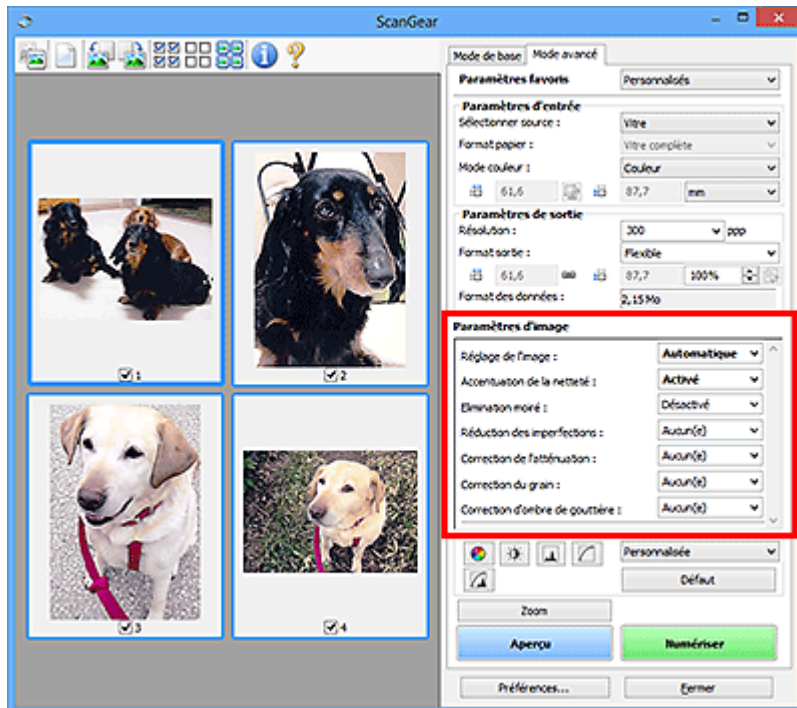 ScanGear
Mode de base Mode avancé
Paramètres favoris Personnalisés
Paramètres d'entrée
Sélectionner source : Vitre
Format papier : Vitre complète
Mode couleur : Couleur
61,6 87,7 mm
Paramètres de sortie
Résolution : 300 ppp
Format sortie : Flexible
61,6 87,7 100%
Format des données : 2,15 Mo
Paramètres d'image
Réglage de l'image : Automatique
Accentuation de la netteté : Activé
Elimination moiré : Désactivé
Réduction des imperfections : Aucun(e)
Correction de l'atténuation : Aucun(e)
Correction du grain : Aucun(e)
Correction d'ombre de gouttière : Aucun(e)
1
2
3
4
Personnalisée
Défaut
Zoom
Aperçu Numériser
Préférences... Fermer